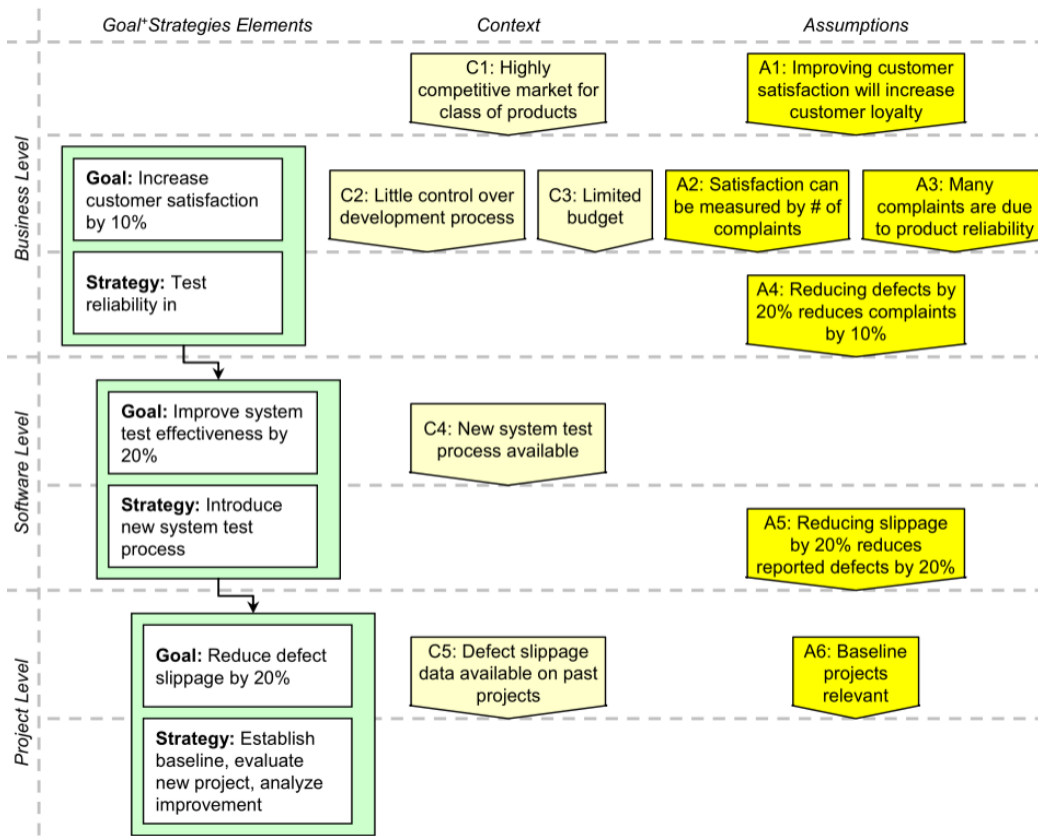 Goal+Strategies Elements
Context
Assumptions
Business Level
C1: Highly
competitive market for
class of products
A1: Improving customer
satisfaction will increase
customer loyalty
Goal: Increase
customer satisfaction
by 10%
C2: Little control over
development process
C3: Limited
budget
A2: Satisfaction can
be measured by # of
complaints
A3: Many
complaints are due
to product reliability
Strategy: Test
reliability in
A4: Reducing defects by
20% reduces complaints
by 10%
Software Level
Goal: Improve system
test effectiveness by
20%
C4: New system test
process available
Strategy: Introduce
new system test
process
A5: Reducing slippage
by 20% reduces
reported defects by 20%
Project Level
Goal: Reduce defect
slippage by 20%
C5: Defect slippage
data available on past
projects
A6: Baseline
projects
relevant
Strategy: Establish
baseline, evaluate
new project, analyze
improvement